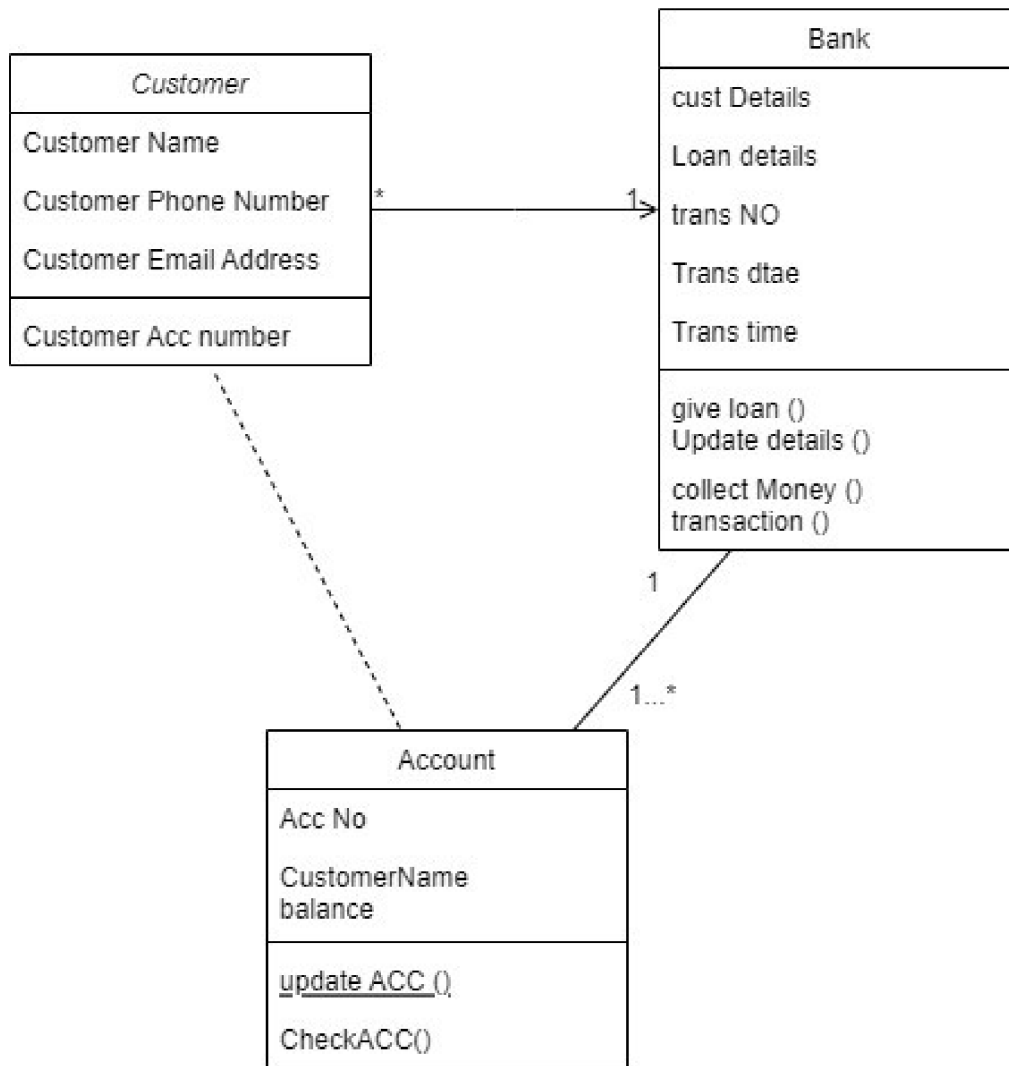 Customer
Customer Name
Customer Phone Number
Customer Email Address
Customer Acc number
*
1
Bank
cust Details
Loan details
trans NO
Trans dtae
Trans time
give loan ()
Update details ()
collect Money ()
transaction ()
1
1...*
Account
Acc No
CustomerName
balance
update ACC ()
CheckACC()